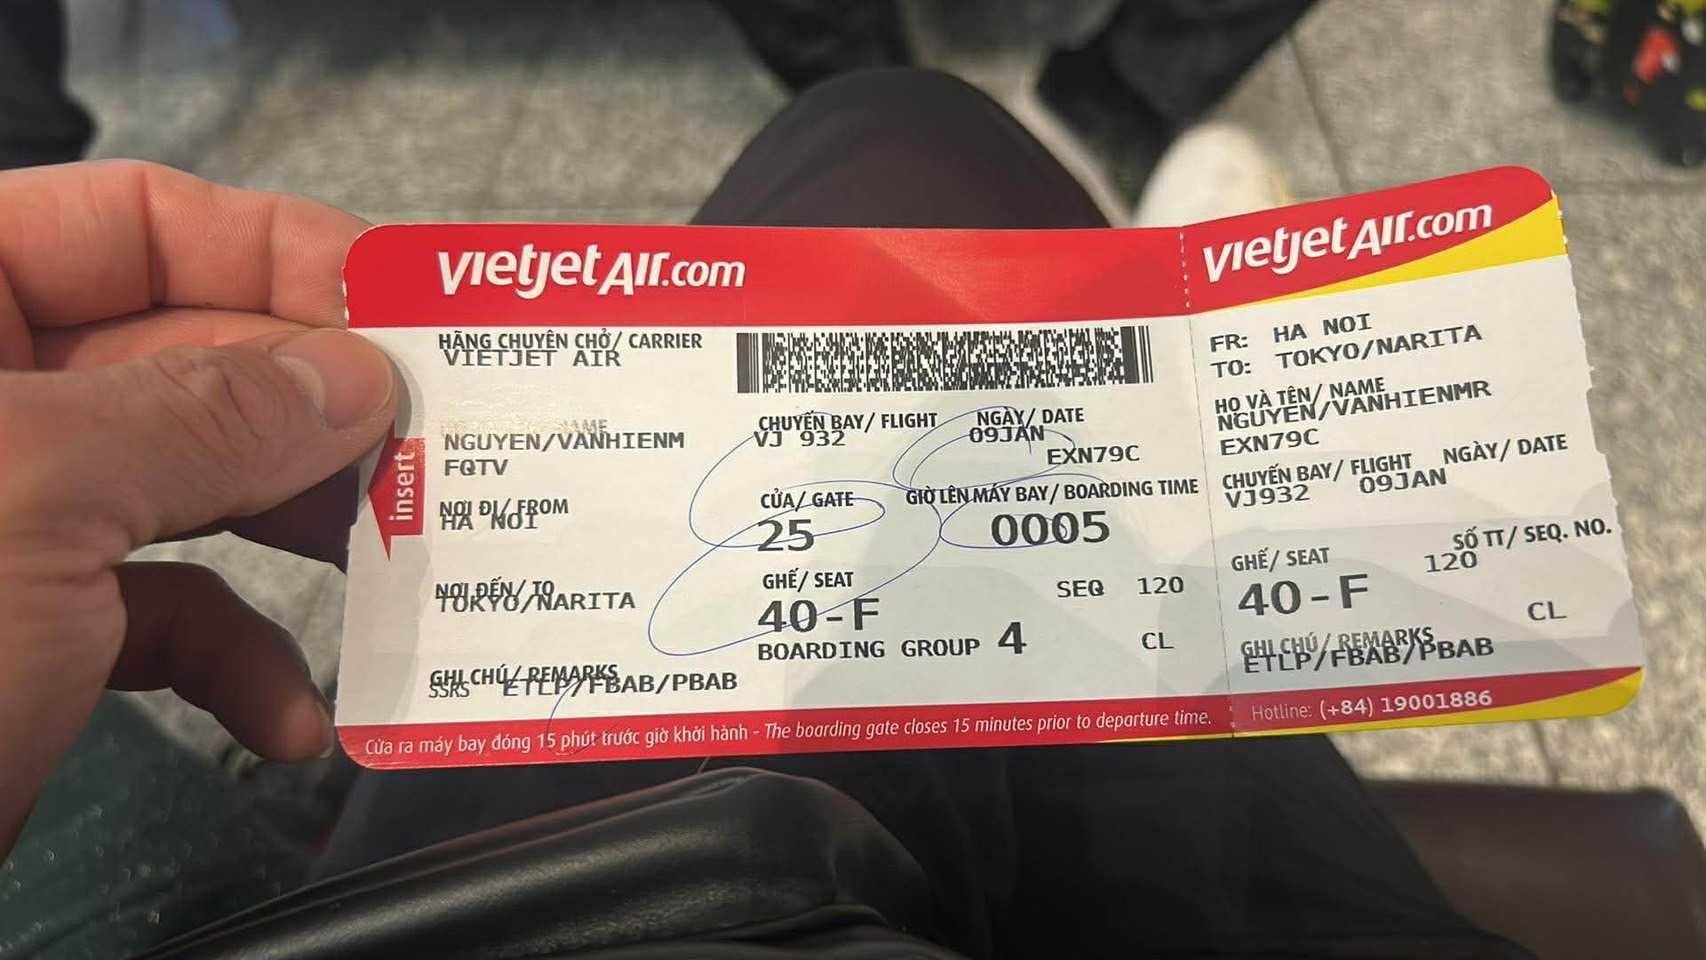 vietjetAir.com
HÃNG CHUYÊN CHỞ/ CARRIER
VIETJET AIR
NAME
NGUYEN/VANHIENM
FQTV
NƠI ĐI/ FROM
HA NOI
NƠI ĐẾN/ TO
TOKYO/NARITA
GHI CHÚ/ REMARKS
SSRS ETLP/FBAB/PBAB
CHUYẾN BAY/ FLIGHT
VJ 932
NGÀY/ DATE
09JAN
EXN79C
CỬA/ GATE
25
GIỜ LÊN MÁY BAY/ BOARDING TIME
0005
GHẾ/ SEAT
40-F
SEQ 120
BOARDING GROUP 4
CL
insert
Cửa ra máy bay đóng 15 phút trước giờ khởi hành - The boarding gate closes 15 minutes prior to departure time.
vietjetAir.com
FR: HA NOI
TO: TOKYO/NARITA
HỌ VÀ TÊN/ NAME
NGUYEN/VANHIENMR
EXN79C
CHUYẾN BAY/ FLIGHT NGÀY/ DATE
VJ932 09JAN
SỐ TT/ SEQ. NO.
120
GHẾ/ SEAT
40-F
CL
GHI CHÚ/ REMARKS
ETLP/FBAB/PBAB
Hotline: (+84) 19001886